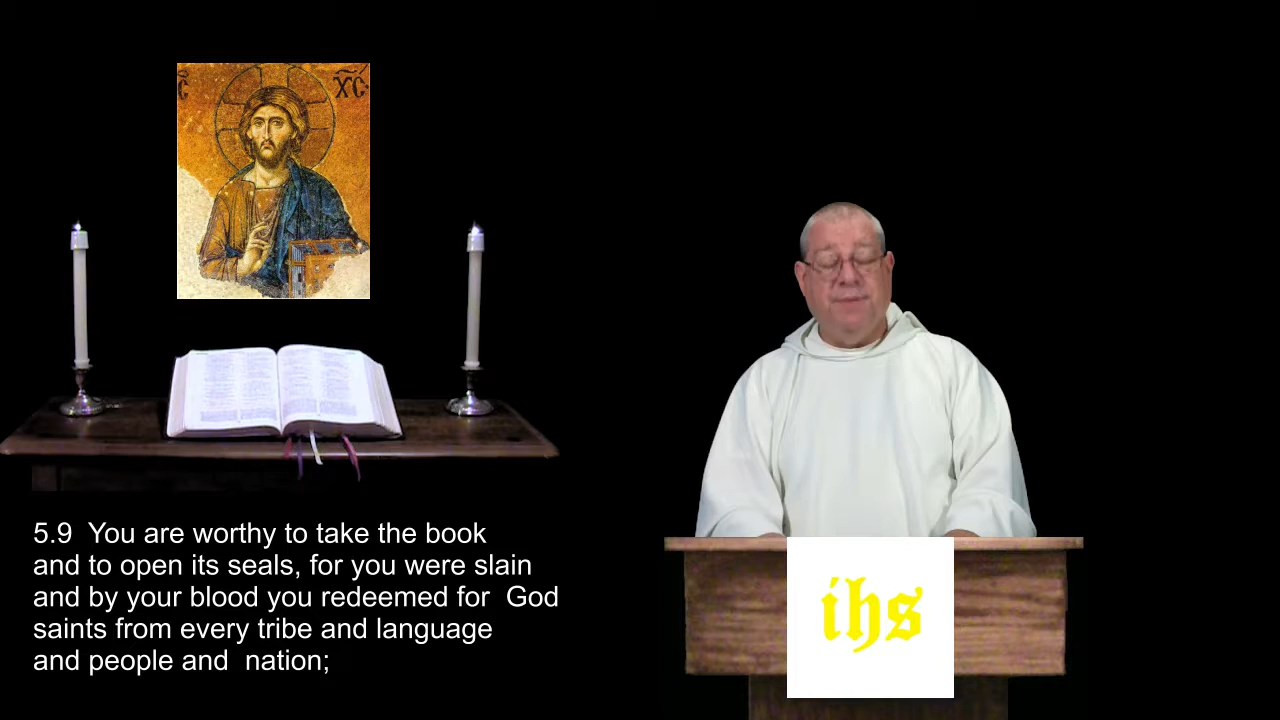 XC
5.9 You are worthy to take the book
and to open its seals, for you were slain
and by your blood you redeemed for God
saints from every tribe and language
and people and nation;
ihs